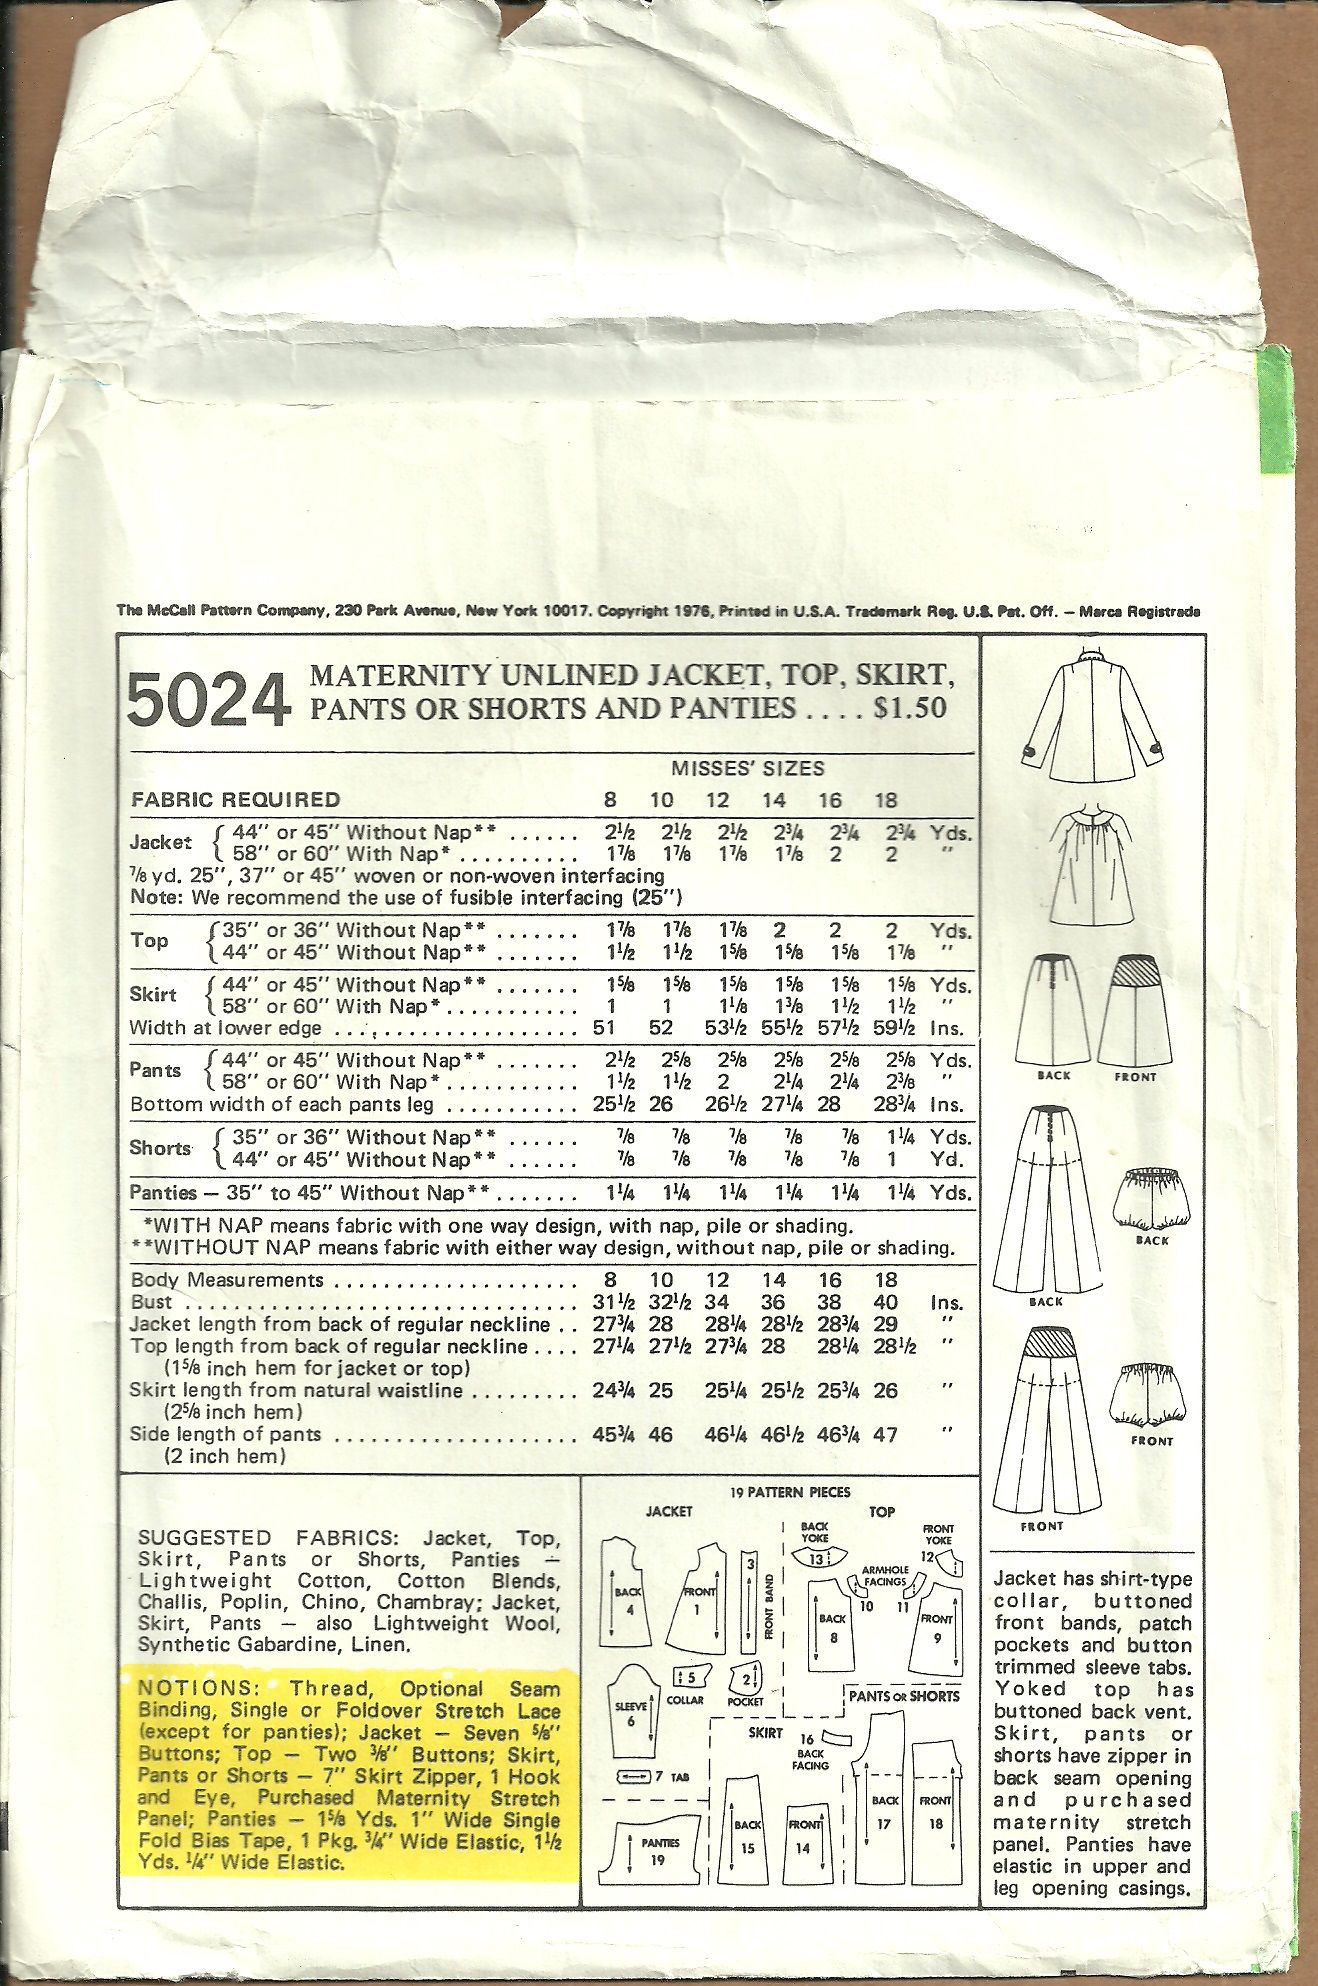 The McCall Pattern Company, 230 Park Avenue, New York 10017. Copyright 1976, Printed in U.S.A. Trademark Reg. U.S. Pat. Off. — Marca Registrada
5024 MATERNITY UNLINED JACKET, TOP, SKIRT,
PANTS OR SHORTS AND PANTIES .... $1.50
MISSES' SIZES
FABRIC REQUIRED 8 10 12 14 16 18
Jacket { 44" or 45" Without Nap** ...... 2½ 2½ 2½ 2¾ 2¾ 2¾ Yds.
58" or 60" With Nap* .......... 1⅞ 1⅞ 1⅞ 1⅞ 2 2 "
⅞ yd. 25", 37" or 45" woven or non-woven interfacing
Note: We recommend the use of fusible interfacing (25")
Top { 35" or 36" Without Nap** ....... 1⅞ 1⅞ 1⅞ 2 2 2 Yds.
44" or 45" Without Nap** ....... 1½ 1½ 1⅝ 1⅝ 1⅝ 1⅞ "
Skirt { 44" or 45" Without Nap** ....... 1⅝ 1⅝ 1⅝ 1⅝ 1⅝ 1⅝ Yds.
58" or 60" With Nap* ........... 1 1 1⅛ 1⅜ 1½ 1½ "
Width at lower edge .................... 51 52 53½ 55½ 57½ 59½ Ins.
Pants { 44" or 45" Without Nap** ....... 2½ 2⅝ 2⅝ 2⅝ 2⅝ 2⅝ Yds.
58" or 60" With Nap* ........... 1½ 1½ 2 2¼ 2¼ 2⅜ "
Bottom width of each pants leg ........... 25½ 26 26½ 27¼ 28 28¾ Ins.
Shorts { 35" or 36" Without Nap** ...... ⅞ ⅞ ⅞ ⅞ ⅞ 1¼ Yds.
44" or 45" Without Nap** ...... ⅞ ⅞ ⅞ ⅞ ⅞ 1 Yd.
Panties — 35" to 45" Without Nap** ....... 1¼ 1¼ 1¼ 1¼ 1¼ 1¼ Yds.
*WITH NAP means fabric with one way design, with nap, pile or shading.
**WITHOUT NAP means fabric with either way design, without nap, pile or shading.
Body Measurements .................... 8 10 12 14 16 18
Bust ................................ 31½ 32½ 34 36 38 40 Ins.
Jacket length from back of regular neckline .. 27¾ 28 28¼ 28½ 28¾ 29 "
Top length from back of regular neckline .... 27¼ 27½ 27¾ 28 28¼ 28½ "
(1⅝ inch hem for jacket or top)
Skirt length from natural waistline ......... 24¾ 25 25¼ 25½ 25¾ 26 "
(2⅝ inch hem)
Side length of pants .................... 45¾ 46 46¼ 46½ 46¾ 47 "
(2 inch hem)
SUGGESTED FABRICS: Jacket, Top,
Skirt, Pants or Shorts, Panties —
Lightweight Cotton, Cotton Blends,
Challis, Poplin, Chino, Chambray; Jacket,
Skirt, Pants — also Lightweight Wool,
Synthetic Gabardine, Linen.
NOTIONS: Thread, Optional Seam
Binding, Single or Foldover Stretch Lace
(except for panties); Jacket — Seven ⅝"
Buttons; Top — Two ⅜" Buttons; Skirt,
Pants or Shorts — 7" Skirt Zipper, 1 Hook
and Eye, Purchased Maternity Stretch
Panel; Panties — 1⅝ Yds. 1" Wide Single
Fold Bias Tape, 1 Pkg. ¾" Wide Elastic, 1½
Yds. ¼" Wide Elastic.
19 PATTERN PIECES
JACKET
BACK
4
FRONT
1
3
FRONT BAND
SLEEVE
6
5
COLLAR
2
POCKET
7 TAB
PANTIES
19
TOP
BACK
YOKE
13
FRONT
YOKE
12
ARMHOLE
FACINGS
10 11
BACK
8
FRONT
9
SKIRT
16
BACK
FACING
BACK
15
FRONT
14
PANTS OR SHORTS
BACK
17
FRONT
18
BACK
FRONT
BACK
BACK
FRONT
FRONT
Jacket has shirt-type
collar, buttoned
front bands, patch
pockets and button
trimmed sleeve tabs.
Yoked top has
buttoned back vent.
Skirt, pants or
shorts have zipper in
back seam opening
and purchased
maternity stretch
panel. Panties have
elastic in upper and
leg opening casings.